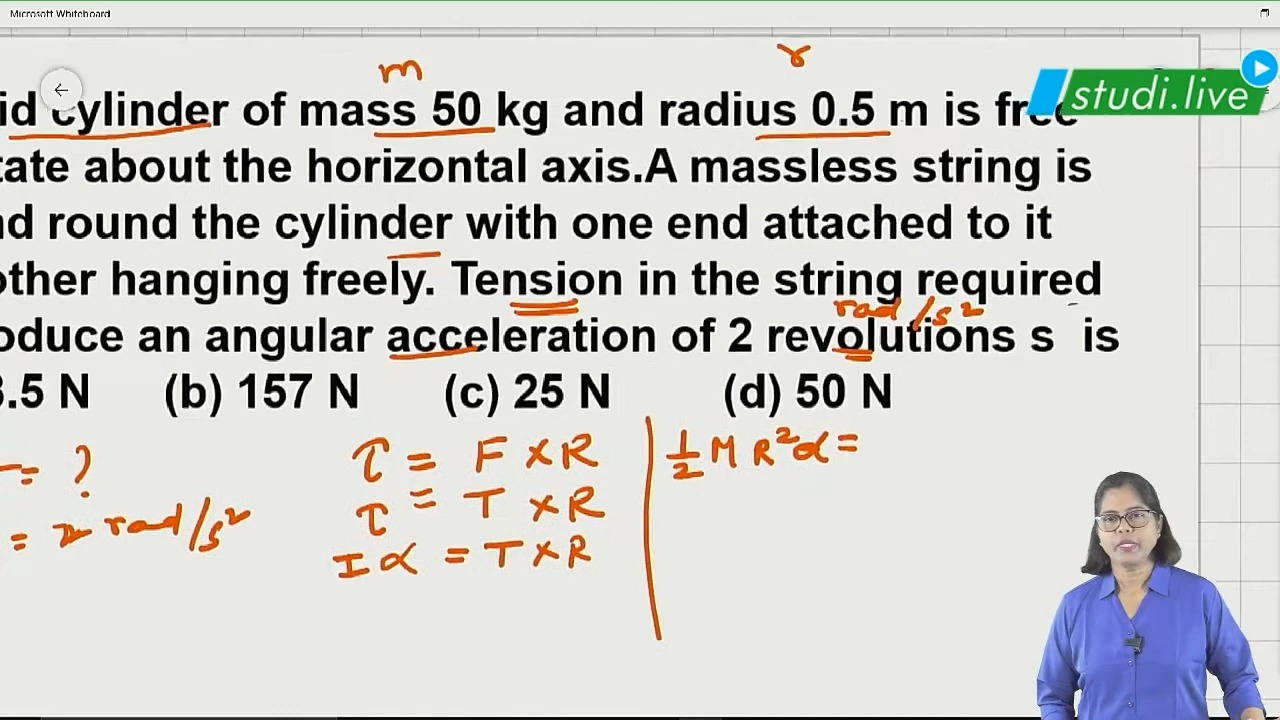 Microsoft Whiteboard
m r
id cylinder of mass 50 kg and radius 0.5 m is free
studi.live
tate about the horizontal axis.A massless string is
nd round the cylinder with one end attached to it
other hanging freely. Tension in the string required
rad/s²
oduce an angular acceleration of 2 revolutions s⁻ is
.5 N (b) 157 N (c) 25 N (d) 50 N
= ?
= 2 rad/s²
τ = F × R
τ = T × R
I α = T × R
½ M R² α =